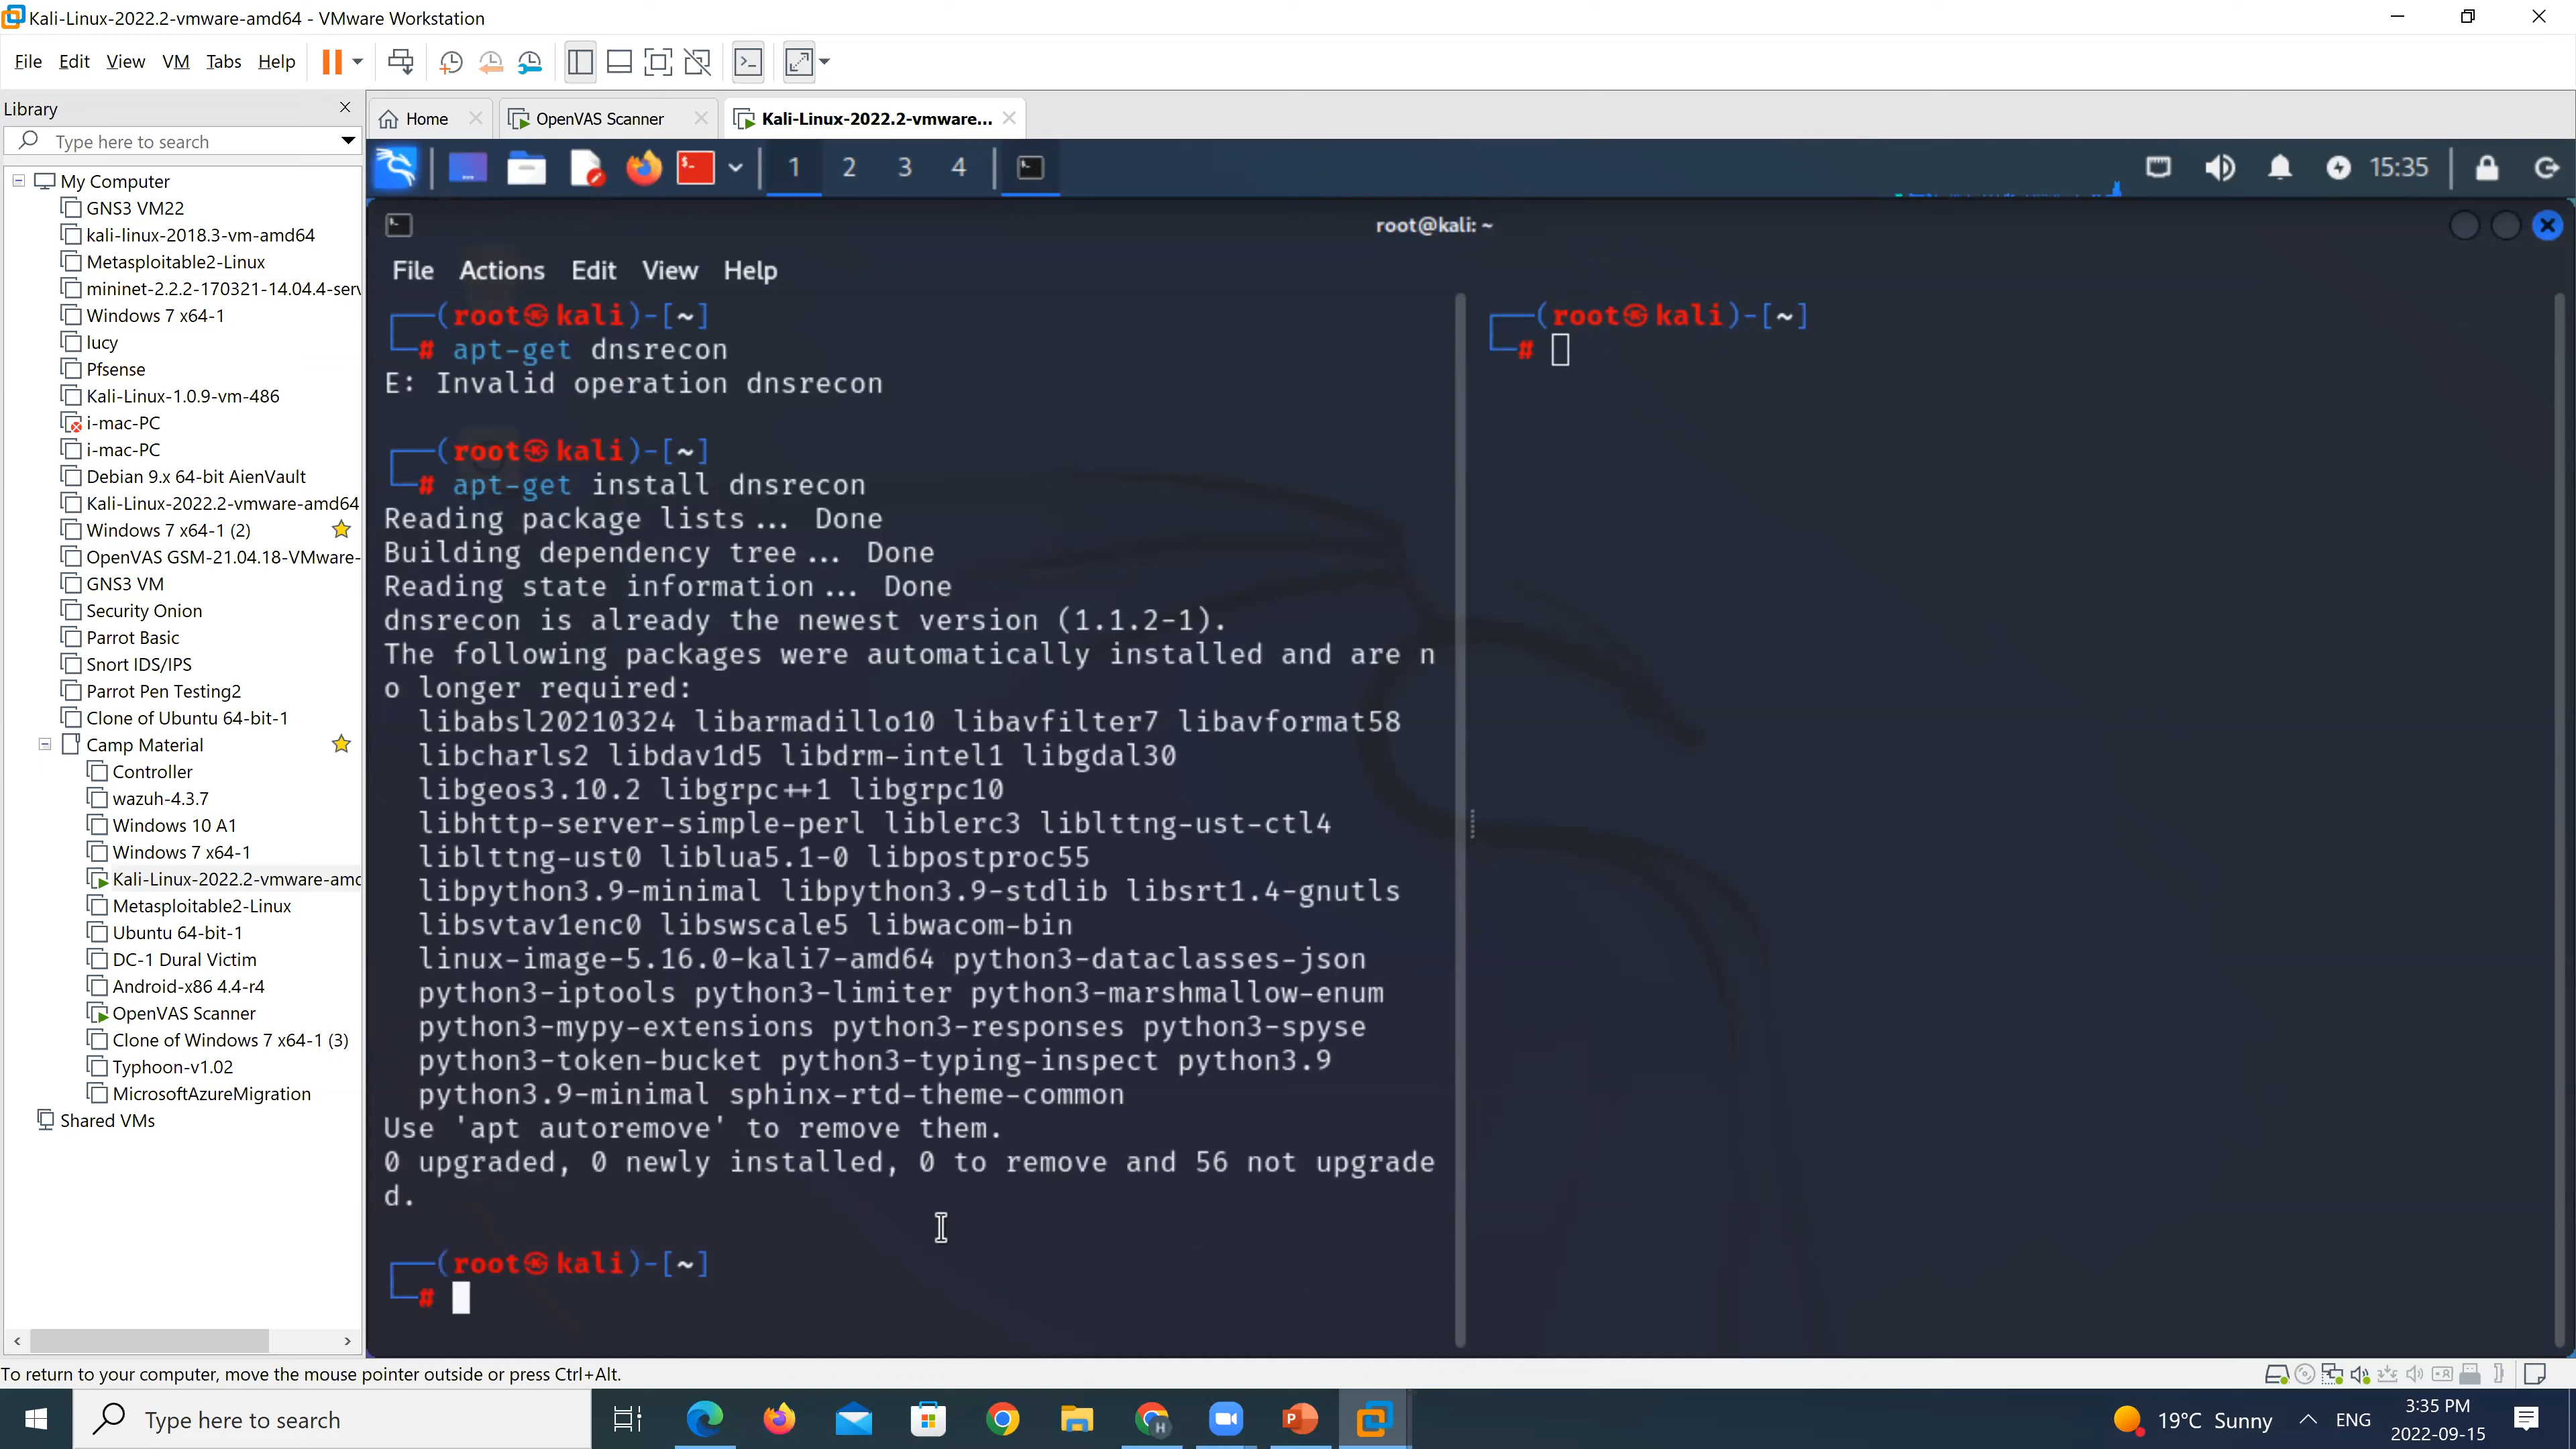 Kali-Linux-2022.2-vmware-amd64 - VMware Workstation
File Edit View VM Tabs Help
Library
Type here to search
My Computer
GNS3 VM22
kali-linux-2018.3-vm-amd64
Metasploitable2-Linux
mininet-2.2.2-170321-14.04.4-serv
Windows 7 x64-1
lucy
Pfsense
Kali-Linux-1.0.9-vm-486
i-mac-PC
i-mac-PC
Debian 9.x 64-bit AienVault
Kali-Linux-2022.2-vmware-amd64
Windows 7 x64-1 (2)
OpenVAS GSM-21.04.18-VMware-
GNS3 VM
Security Onion
Parrot Basic
Snort IDS/IPS
Parrot Pen Testing2
Clone of Ubuntu 64-bit-1
Camp Material
Controller
wazuh-4.3.7
Windows 10 A1
Windows 7 x64-1
Kali-Linux-2022.2-vmware-amd
Metasploitable2-Linux
Ubuntu 64-bit-1
DC-1 Dural Victim
Android-x86 4.4-r4
OpenVAS Scanner
Clone of Windows 7 x64-1 (3)
Typhoon-v1.02
MicrosoftAzureMigration
Shared VMs
Home OpenVAS Scanner Kali-Linux-2022.2-vmware...
1 2 3 4 15:35
root@kali: ~
File Actions Edit View Help
(root㉿kali)-[~]
# apt-get dnsrecon
E: Invalid operation dnsrecon
(root㉿kali)-[~]
# apt-get install dnsrecon
Reading package lists... Done
Building dependency tree... Done
Reading state information... Done
dnsrecon is already the newest version (1.1.2-1).
The following packages were automatically installed and are n
o longer required:
libabsl20210324 libarmadillo10 libavfilter7 libavformat58
libcharls2 libdav1d5 libdrm-intel1 libgdal30
libgeos3.10.2 libgrpc++1 libgrpc10
libhttp-server-simple-perl liblerc3 liblttng-ust-ctl4
liblttng-ust0 liblua5.1-0 libpostproc55
libpython3.9-minimal libpython3.9-stdlib libsrt1.4-gnutls
libsvtav1enc0 libswscale5 libwacom-bin
linux-image-5.16.0-kali7-amd64 python3-dataclasses-json
python3-iptools python3-limiter python3-marshmallow-enum
python3-mypy-extensions python3-responses python3-spyse
python3-token-bucket python3-typing-inspect python3.9
python3.9-minimal sphinx-rtd-theme-common
Use 'apt autoremove' to remove them.
0 upgraded, 0 newly installed, 0 to remove and 56 not upgrade
d.
(root㉿kali)-[~]
#
(root㉿kali)-[~]
#
To return to your computer, move the mouse pointer outside or press Ctrl+Alt.
Type here to search
19°C Sunny
ENG
3:35 PM
2022-09-15